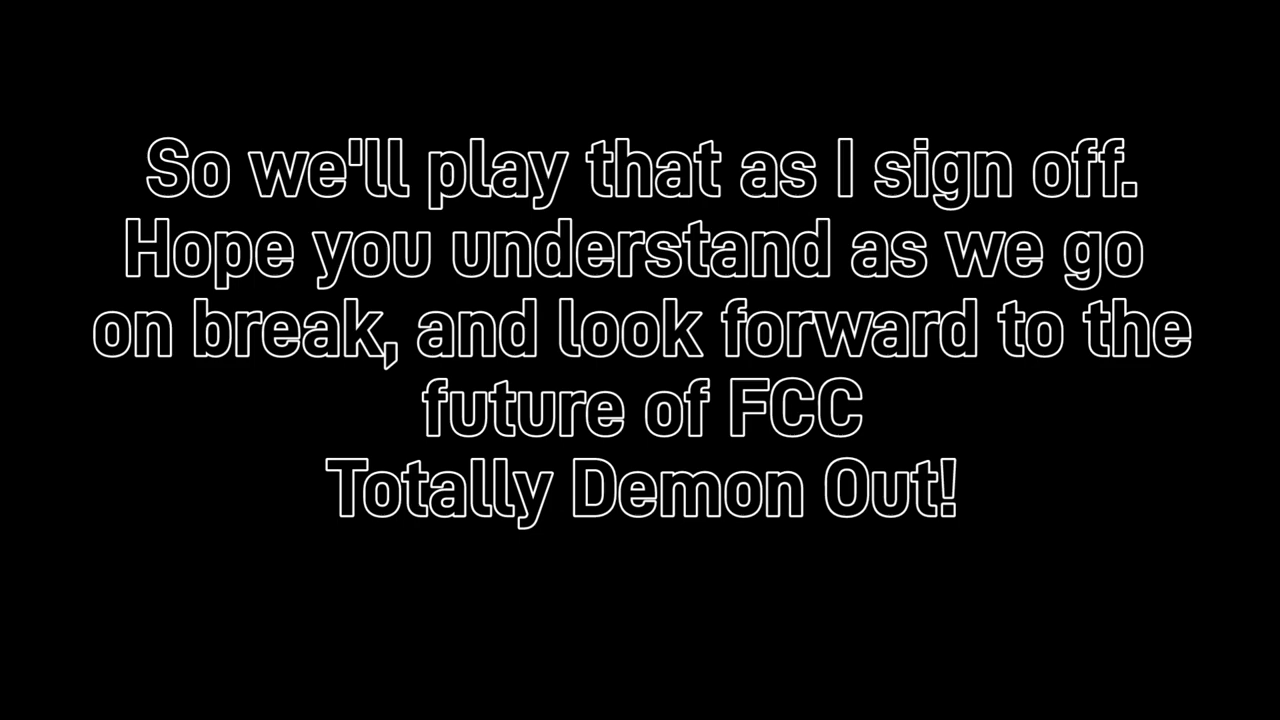 So we'll play that as I sign off.
Hope you understand as we go
on break, and look forward to the
future of FCC
Totally Demon Out!